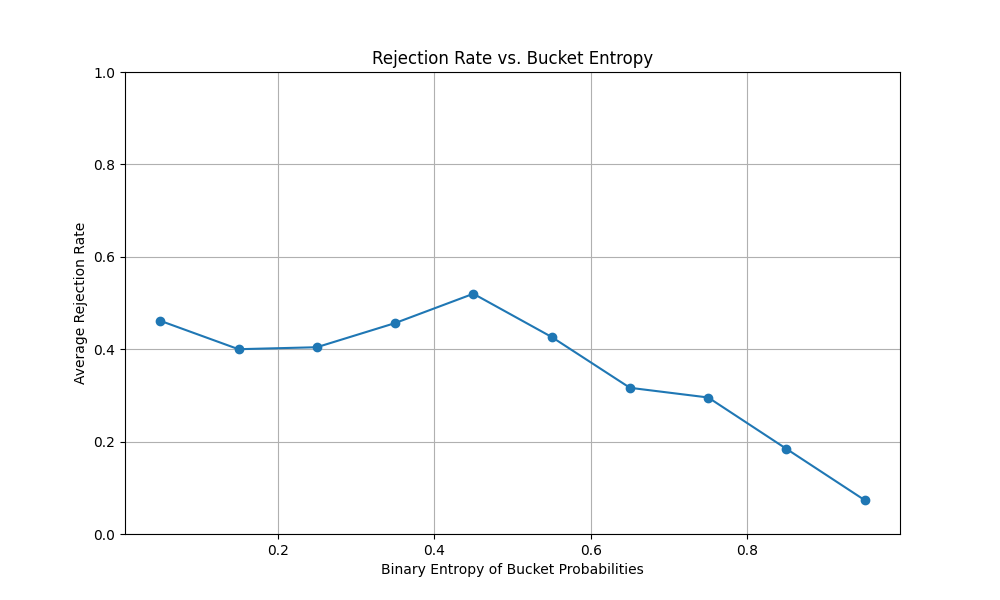 Rejection Rate vs. Bucket Entropy
1.0
0.8
0.6
0.4
0.2
0.0
Average Rejection Rate
0.2 0.4 0.6 0.8
Binary Entropy of Bucket Probabilities